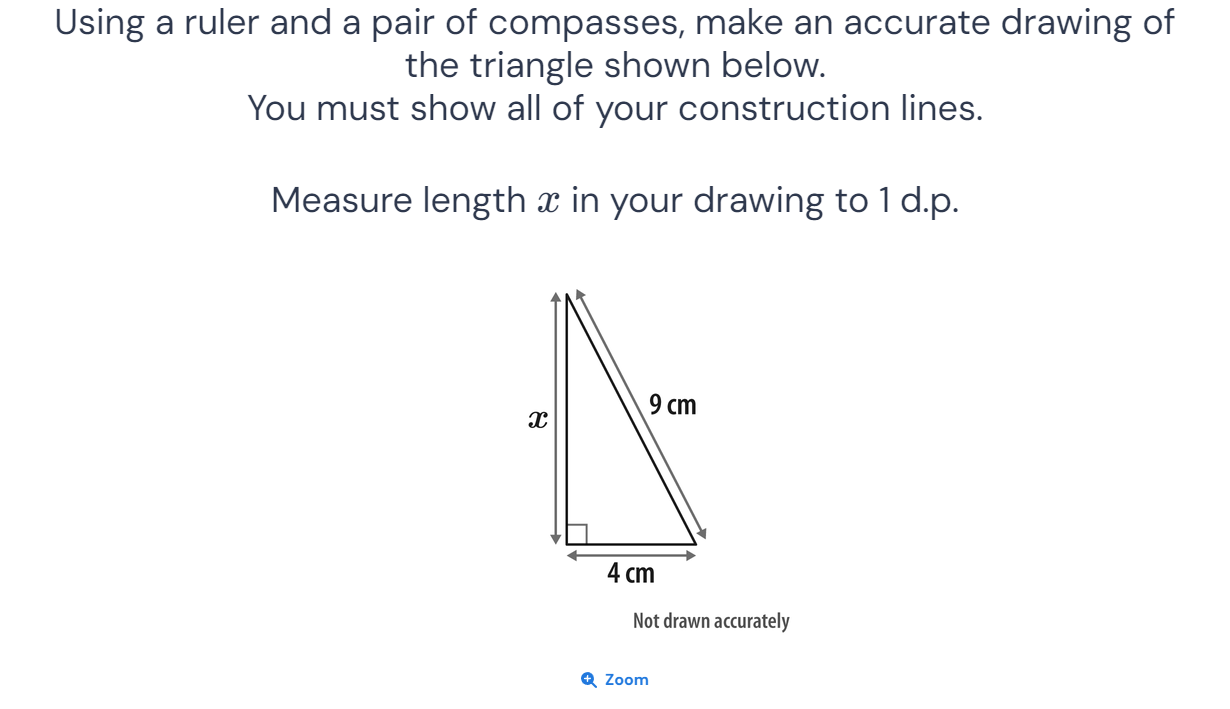 Using a ruler and a pair of compasses, make an accurate drawing of
the triangle shown below.
You must show all of your construction lines.
Measure length x in your drawing to 1 d.p.
9 cm
x
4 cm
Not drawn accurately
Zoom